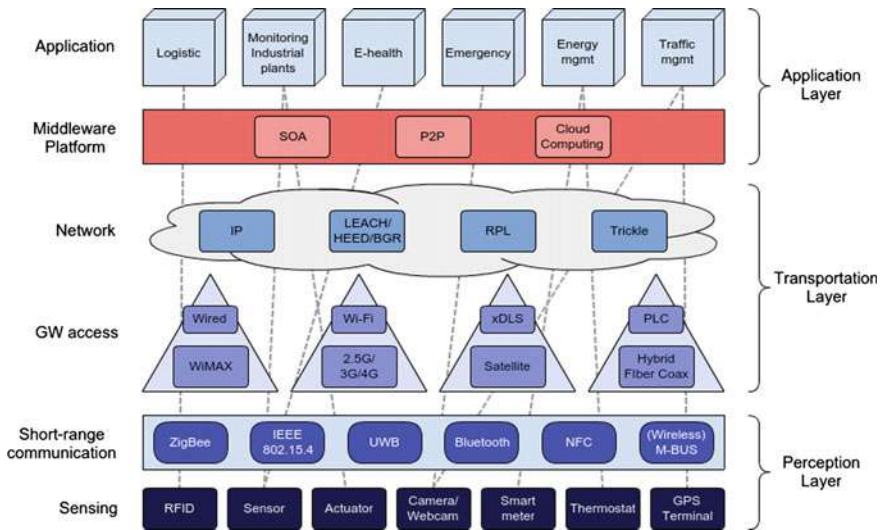 Application
Logistic
Monitoring
Industrial
plants
E-health
Emergency
Energy
mgmt
Traffic
mgmt
Application
Layer
Middleware
Platform
SOA
P2P
Cloud
Computing
Network
IP
LEACH/
HEED/BGR
RPL
Trickle
Transportation
Layer
GW access
Wired
WiMAX
Wi-Fi
2.5G/
3G/4G
xDLS
Satellite
PLC
Hybrid
FIber Coax
Short-range
communication
ZigBee
IEEE
802.15.4
UWB
Bluetooth
NFC
(Wireless)
M-BUS
Perception
Layer
Sensing
RFID
Sensor
Actuator
Camera/
Webcam
Smart
meter
Thermostat
GPS
Terminal